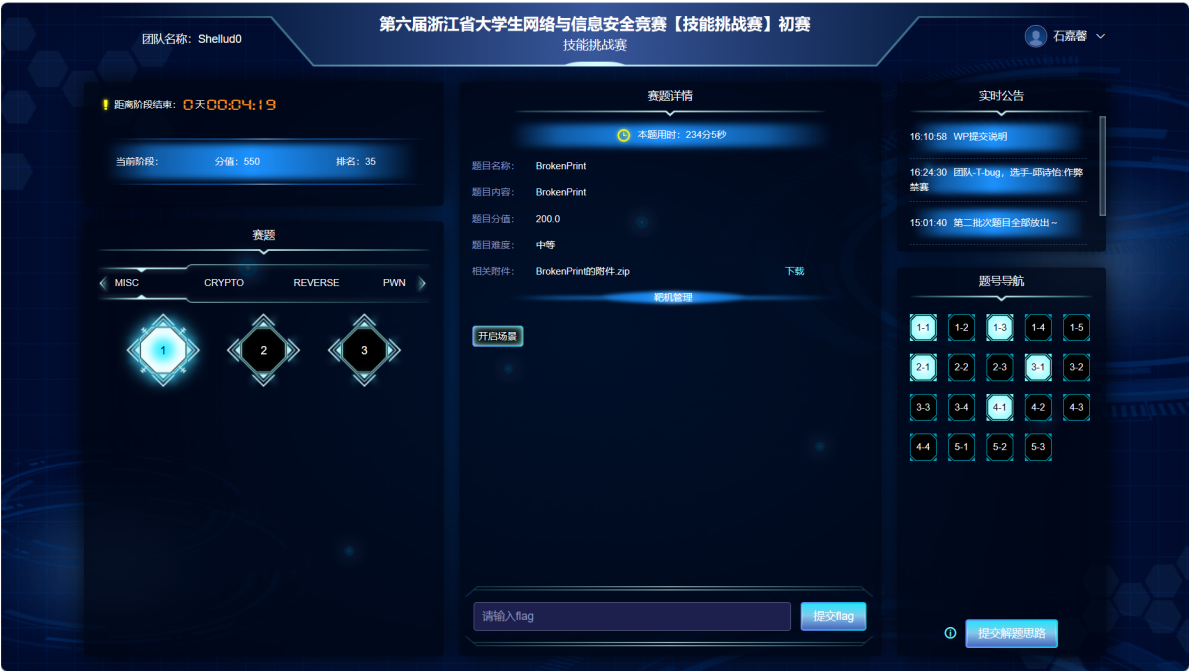 团队名称：Shellud0
第六届浙江省大学生网络与信息安全竞赛【技能挑战赛】初赛
技能挑战赛
石嘉馨
距离阶段结束：0天00:04:19
当前阶段： 分值：550 排名：35
赛题
MISC CRYPTO REVERSE PWN
1 2 3
赛题详情
本题用时：234分5秒
题目名称： BrokenPrint
题目内容： BrokenPrint
题目分值： 200.0
题目难度： 中等
相关附件： BrokenPrint的附件.zip 下载
靶机管理
开启场景
请输入flag 提交flag
实时公告
16:10:58 WP提交说明
16:24:30 团队-T-bug，选手-邱诗怡:作弊
禁赛
15:01:40 第二批次题目全部放出～
题号导航
1-1 1-2 1-3 1-4 1-5
2-1 2-2 2-3 3-1 3-2
3-3 3-4 4-1 4-2 4-3
4-4 5-1 5-2 5-3
提交解题思路